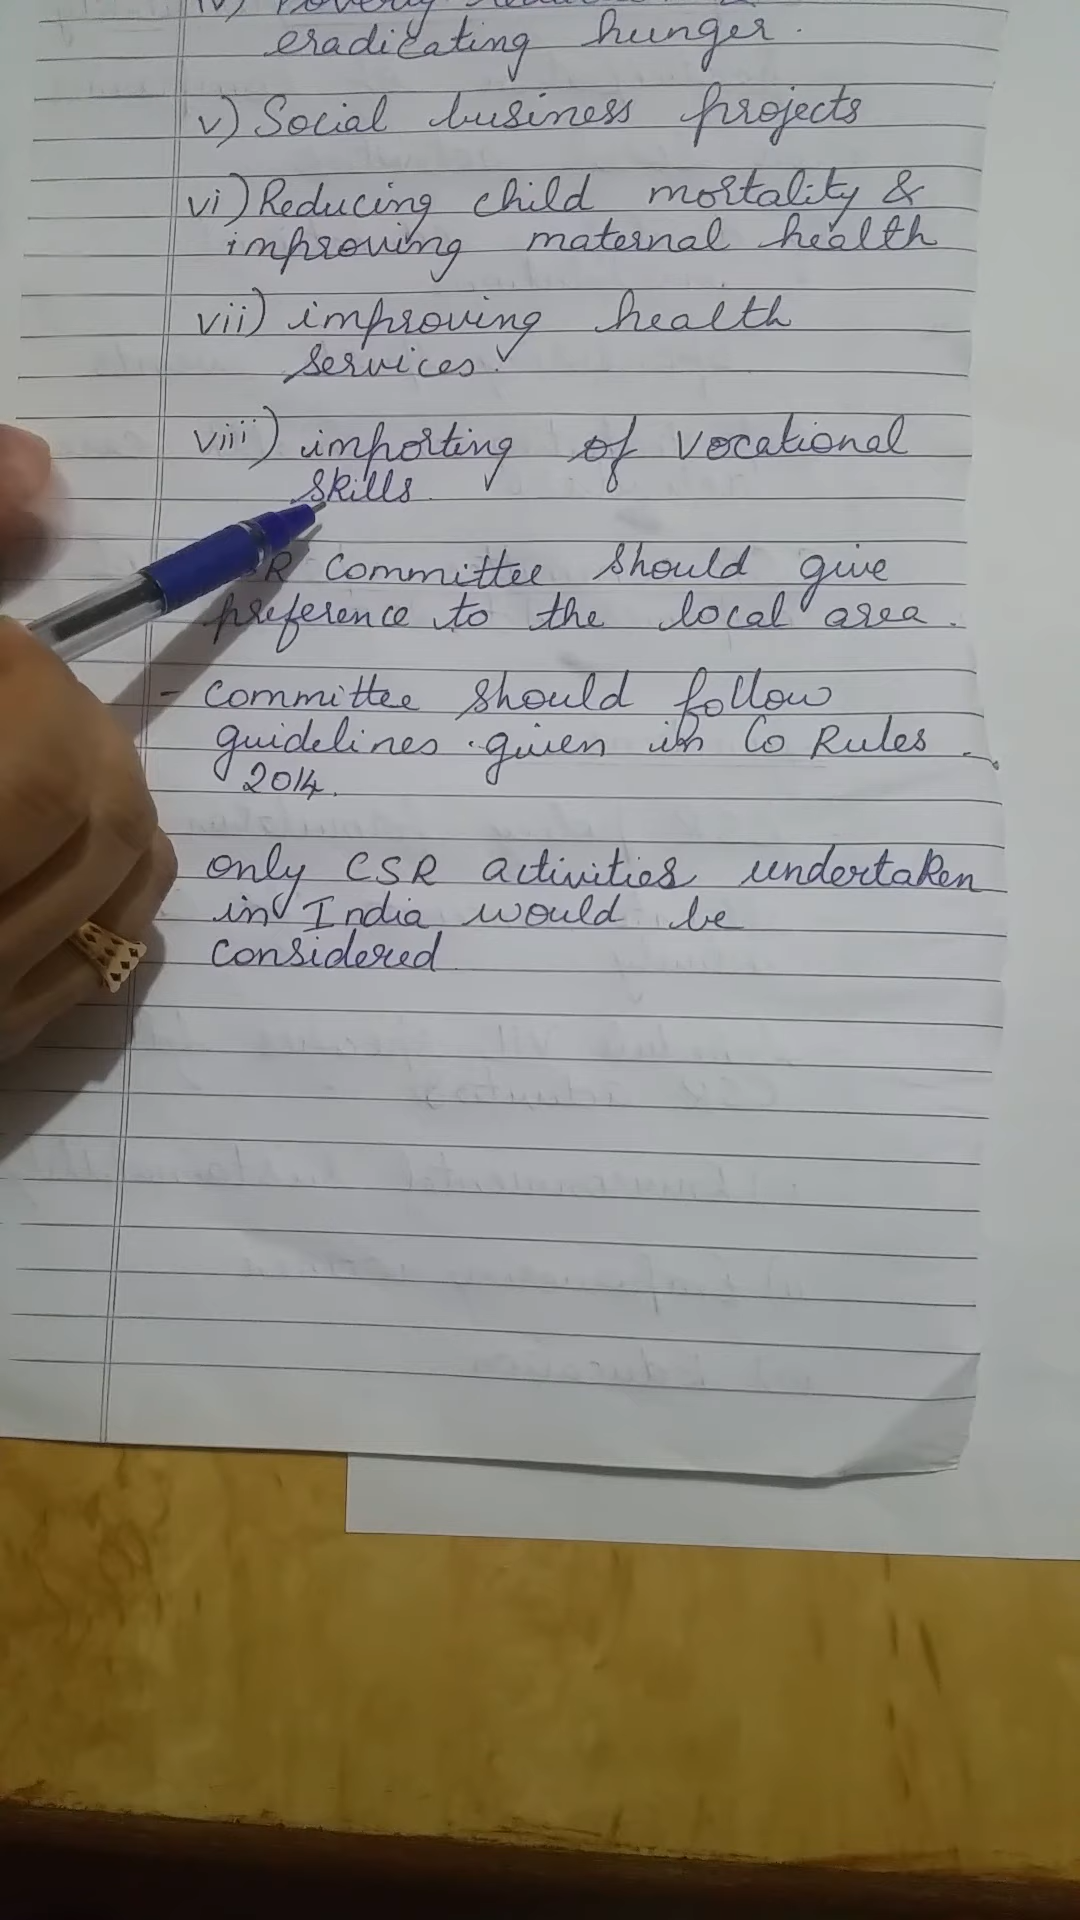 eradicating hunger.
v) Social business projects
vi) Reducing child mortality &
improving maternal health
vii) improving health
services.
viii) importing of vocational
skills
committee should give
preference to the local area.
- committee should follow
guidelines given in Co Rules
2014.
only CSR activities undertaken
in India would be
considered